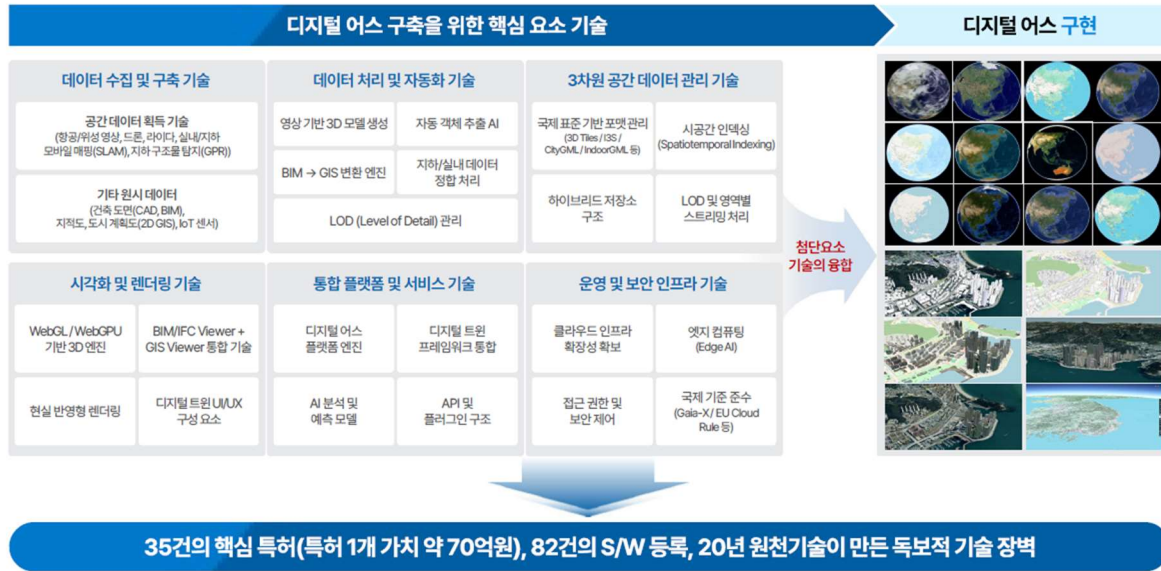 디지털 어스 구축을 위한 핵심 요소 기술
디지털 어스 구현
데이터 수집 및 구축 기술
공간 데이터 획득 기술
(항공/위성 영상, 드론, 라이다, 실내/지하
모바일 매핑(SLAM), 지하 구조물 탐지(GPR))
기타 원시 데이터
(건축 도면(CAD, BIM),
지적도, 도시 계획도(2D GIS), IoT 센서)
데이터 처리 및 자동화 기술
영상 기반 3D 모델 생성
자동 객체 추출 AI
BIM → GIS 변환 엔진
지하/실내 데이터
정합 처리
LOD (Level of Detail) 관리
3차원 공간 데이터 관리 기술
국제 표준 기반 포맷 관리
(3D Tiles / I3S /
CityGML / IndoorGML 등)
시공간 인덱싱
(Spatiotemporal Indexing)
하이브리드 저장소
구조
LOD 및 영역별
스트리밍 처리
첨단요소
기술의 융합
시각화 및 렌더링 기술
WebGL / WebGPU
기반 3D 엔진
BIM/IFC Viewer +
GIS Viewer 통합 기술
현실 반영형 렌더링
디지털 트윈 UI/UX
구성 요소
통합 플랫폼 및 서비스 기술
디지털 어스
플랫폼 엔진
디지털 트윈
프레임워크 통합
AI 분석 및
예측 모델
API 및
플러그인 구조
운영 및 보안 인프라 기술
클라우드 인프라
확장성 확보
엣지 컴퓨팅
(Edge AI)
접근 권한 및
보안 제어
국제 기준 준수
(Gaia-X / EU Cloud
Rule 등)
35건의 핵심 특허(특허 1개 가치 약 70억원), 82건의 S/W 등록, 20년 원천기술이 만든 독보적 기술 장벽